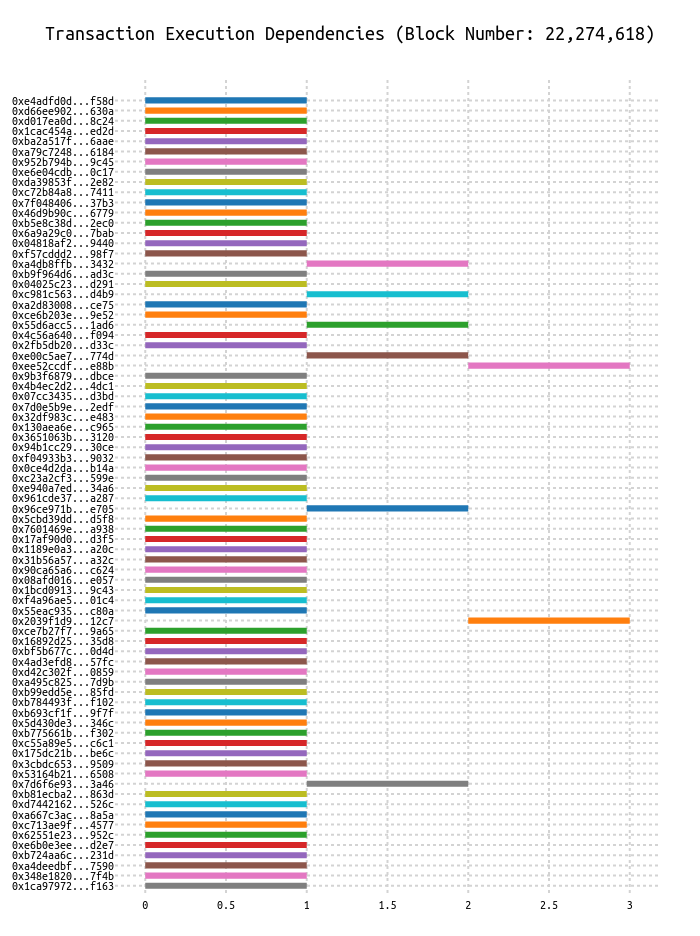 Transaction Execution Dependencies (Block Number: 22,274,618)
0xe4adfd0d...f58d
0xd66ee902...630a
0xd017ea0d...8c24
0x1cac454a...ed2d
0xba2a517f...6aae
0xa79c7248...6184
0x952b794b...9c45
0xe6e04cdb...0c17
0xda39853f...2e82
0xc72b84a8...7411
0x7f048406...37b3
0x46d9b90c...6779
0xb5e8c38d...2ec0
0x6a9a29c0...7bab
0x04818af2...9440
0xf57cddd2...98f7
0xa4db8ffb...3432
0xb9f964d6...ad3c
0x04025c23...d291
0xc981c563...d4b9
0xa2d83008...ce75
0xce6b203e...9e52
0x55d6acc5...1ad6
0x4c56a640...f094
0x2fb5db20...d33c
0xe00c5ae7...774d
0xee52ccdf...e88b
0x9b3f6879...dbce
0x4b4ec2d2...4dc1
0x07cc3435...d3bd
0x7d0e5b9e...2edf
0x32df983c...e483
0x130aea6e...c965
0x3651063b...3120
0x94b1cc29...30ce
0xf04933b3...9032
0x0ce4d2da...b14a
0xc23a2cf3...599e
0xe940a7ed...34a6
0x961cde37...a287
0x96ce971b...e705
0x5cbd39dd...d5f8
0x7601469e...a938
0x17af90d0...d3f5
0x1189e0a3...a20c
0x31b56a57...a32c
0x90ca65a6...c624
0x08afd016...e057
0x1bcd0913...9c43
0xf4a96ae5...01c4
0x55eac935...c80a
0x2039f1d9...12c7
0xce7b27f7...9a65
0x16892d25...35d8
0xbf5b677c...0d4d
0x4ad3efd8...57fc
0xd42c302f...0859
0xa495c825...7d9b
0xb99edd5e...85fd
0xb784493f...f102
0xb693cf1f...9f7f
0x5d430de3...346c
0xb775661b...f302
0xc55a89e5...c6c1
0x175dc21b...be6c
0x3cbdc653...9509
0x53164b21...6508
0x7d6f6e93...3a46
0xb81ecba2...863d
0xd7442162...526c
0xa667c3ac...8a5a
0xc713ae9f...4577
0x62551e23...952c
0xe6b0e3ee...d2e7
0xb724aa6c...231d
0xa4deedbf...7590
0x348e1820...7f4b
0x1ca97972...f163
0 0.5 1 1.5 2 2.5 3